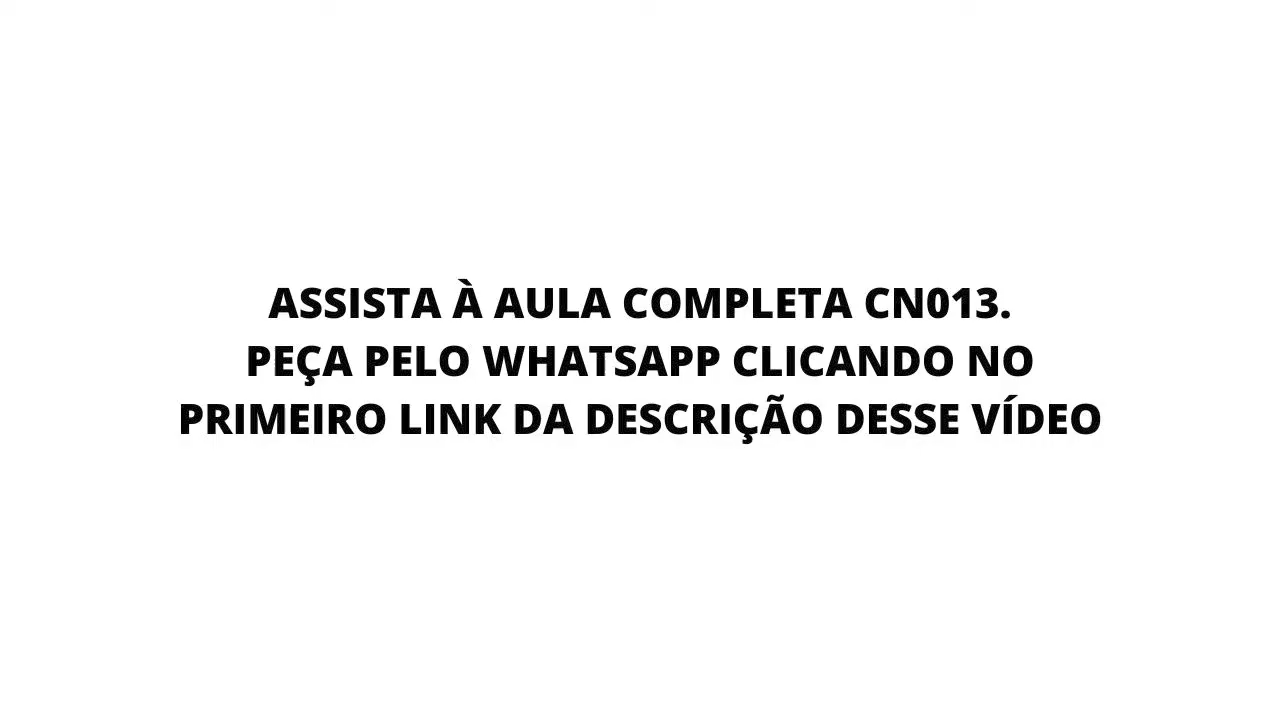 ASSISTA À AULA COMPLETA CN013.
PEÇA PELO WHATSAPP CLICANDO NO
PRIMEIRO LINK DA DESCRIÇÃO DESSE VÍDEO